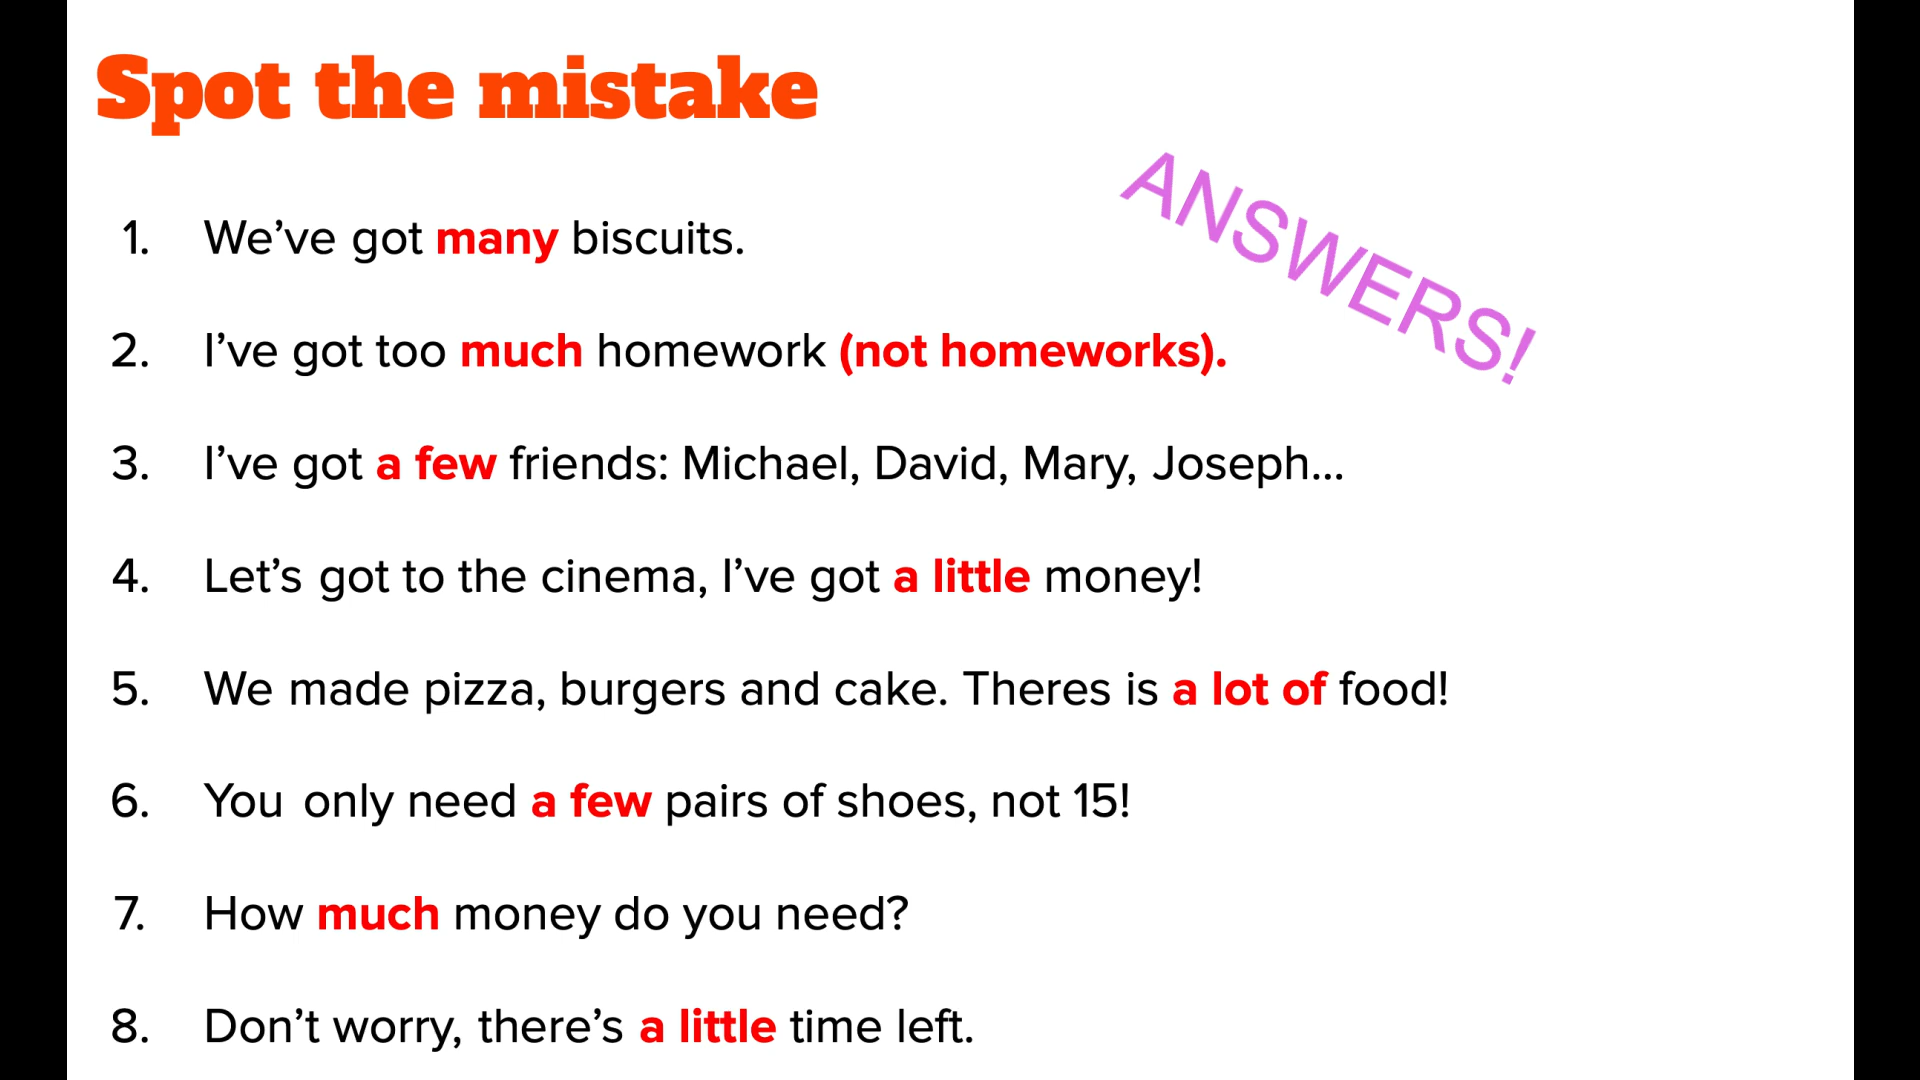 Spot the mistake
ANSWERS!
1. We’ve got many biscuits.
2. I’ve got too much homework (not homeworks).
3. I’ve got a few friends: Michael, David, Mary, Joseph...
4. Let’s got to the cinema, I’ve got a little money!
5. We made pizza, burgers and cake. Theres is a lot of food!
6. You only need a few pairs of shoes, not 15!
7. How much money do you need?
8. Don’t worry, there’s a little time left.